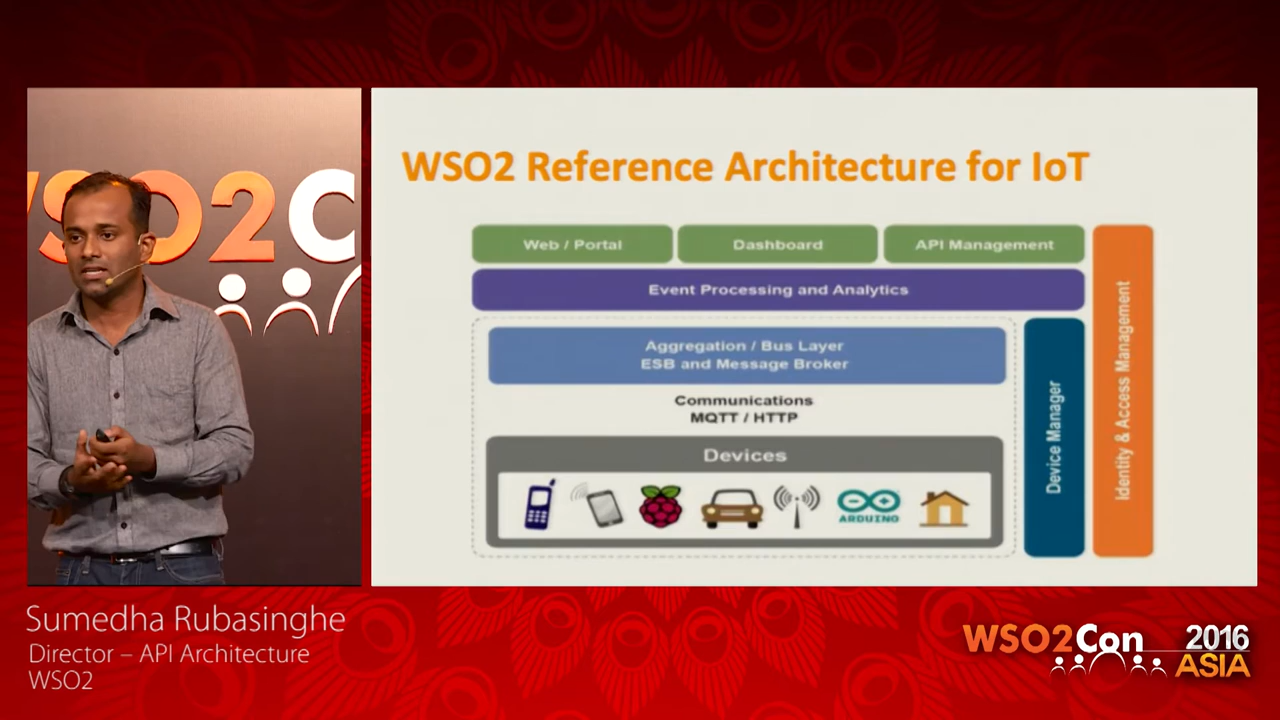 WSO2C
WSO2 Reference Architecture for IoT
Web / Portal
Dashboard
API Management
Event Processing and Analytics
Aggregation / Bus Layer
ESB and Message Broker
Communications
MQTT / HTTP
Devices
ARDUINO
Device Manager
Identity & Access Management
Sumedha Rubasinghe
Director – API Architecture
WSO2
WSO2Con 2016
ASIA